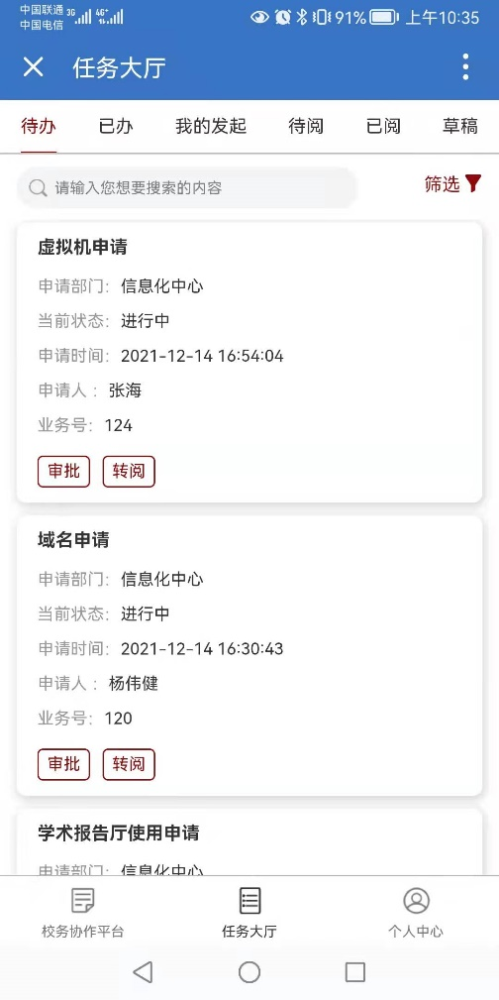 中国联通 3G 4G+ 91% 上午10:35
中国电信
任务大厅
待办 已办 我的发起 待阅 已阅 草稿
请输入您想要搜索的内容 筛选
虚拟机申请
申请部门: 信息化中心
当前状态: 进行中
申请时间: 2021-12-14 16:54:04
申请人 : 张海
业务号: 124
审批 转阅
域名申请
申请部门: 信息化中心
当前状态: 进行中
申请时间: 2021-12-14 16:30:43
申请人 : 杨伟健
业务号: 120
审批 转阅
学术报告厅使用申请
申请部门: 信息化中心
校务协作平台 任务大厅 个人中心